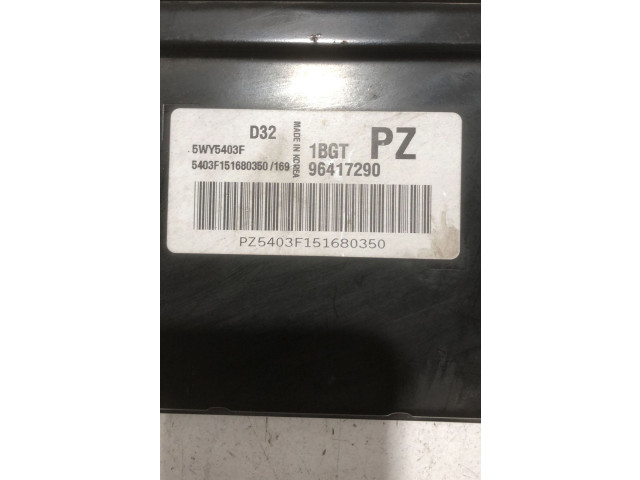 D32
5WY5403F
5403F151680350 /169
MADE IN KOREA
1BGT PZ
96417290
PZ5403F151680350